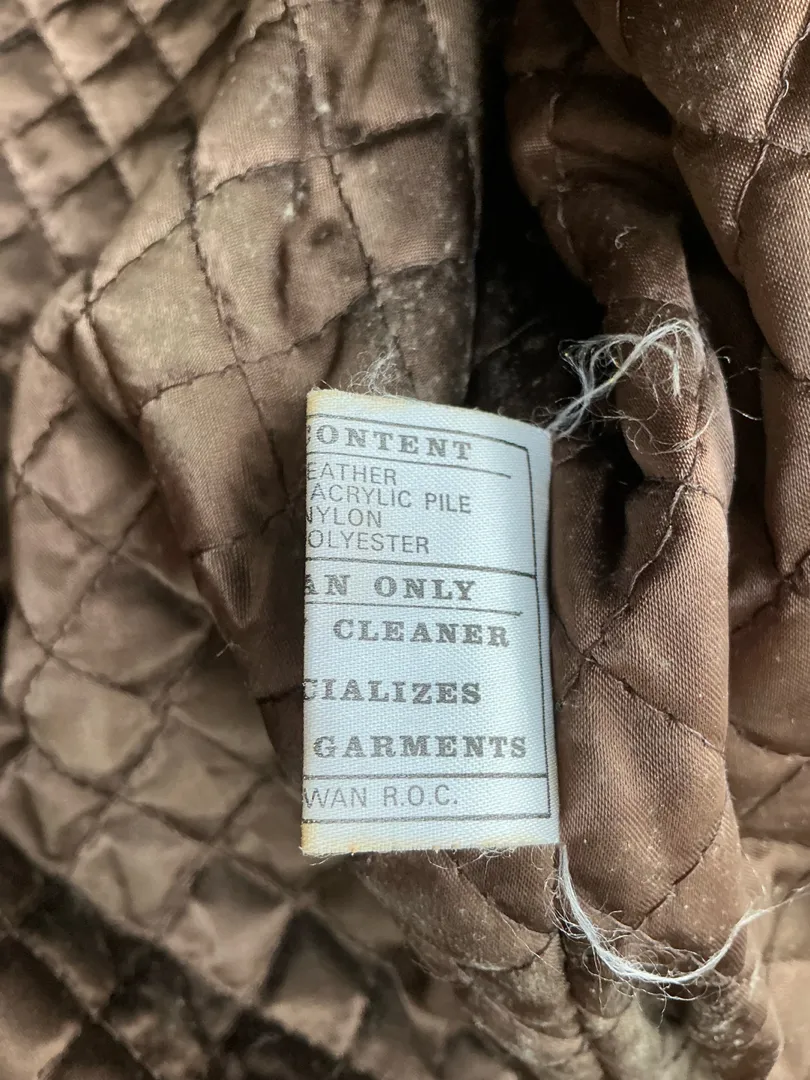 CONTENT
EATHER
ACRYLIC PILE
NYLON
OLYESTER
AN ONLY
CLEANER
CIALIZES
GARMENTS
WAN R.O.C.